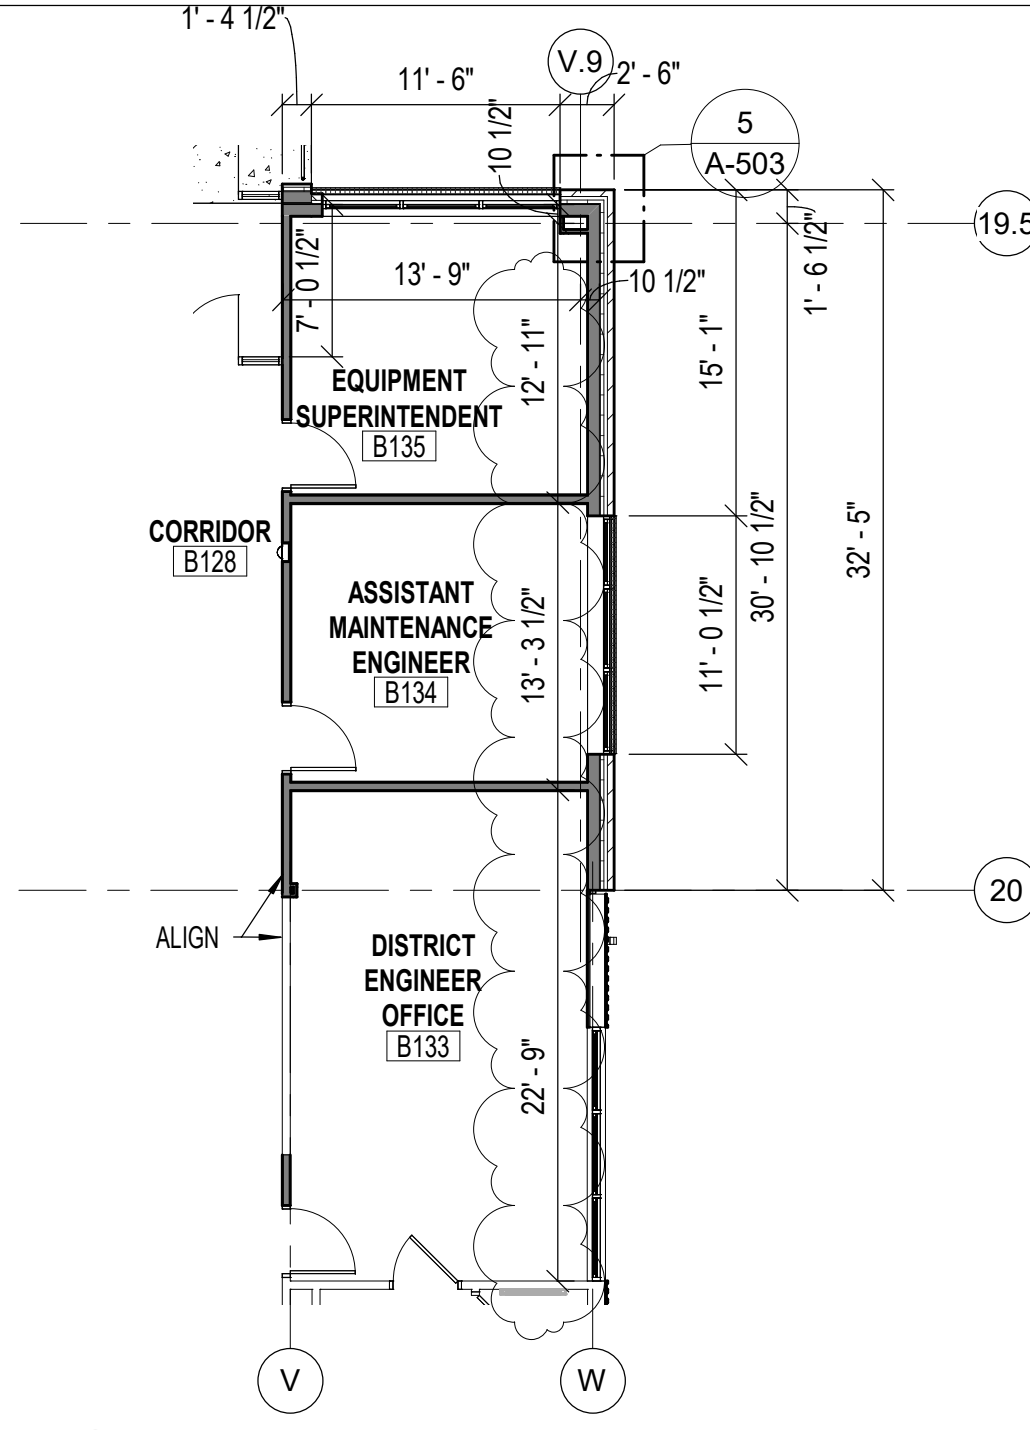 1' - 4 1/2"
11' - 6"
V.9
2' - 6"
5
A-503
10 1/2"
19.5
1' - 6 1/2"
7' - 0 1/2"
13' - 9"
10 1/2"
12' - 11"
15' - 1"
EQUIPMENT
SUPERINTENDENT
B135
CORRIDOR
B128
30' - 10 1/2"
32' - 5"
ASSISTANT
MAINTENANCE
ENGINEER
B134
13' - 3 1/2"
11' - 0 1/2"
20
ALIGN
DISTRICT
ENGINEER
OFFICE
B133
22' - 9"
V
W